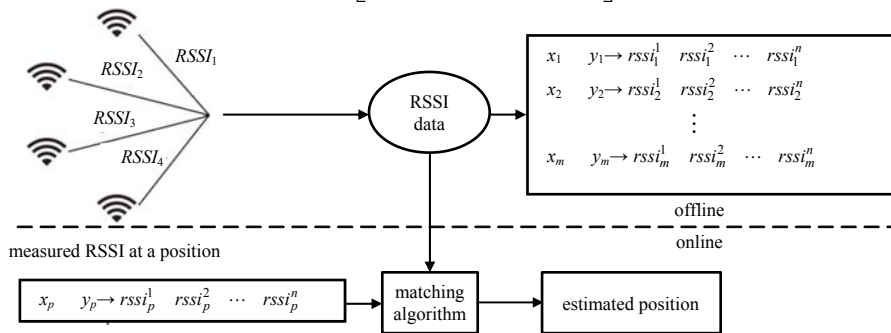 RSSI₁
RSSI₂
RSSI₃
RSSI₄
RSSI
data
x₁ y₁→ rssi₁¹ rssi₁² ⋯ rssi₁ⁿ
x₂ y₂→ rssi₂¹ rssi₂² ⋯ rssi₂ⁿ
⋮
xₘ yₘ→ rssiₘ¹ rssiₘ² ⋯ rssiₘⁿ
offline
online
measured RSSI at a position
xₚ yₚ→ rssiₚ¹ rssiₚ² ⋯ rssiₚⁿ
matching
algorithm
estimated position